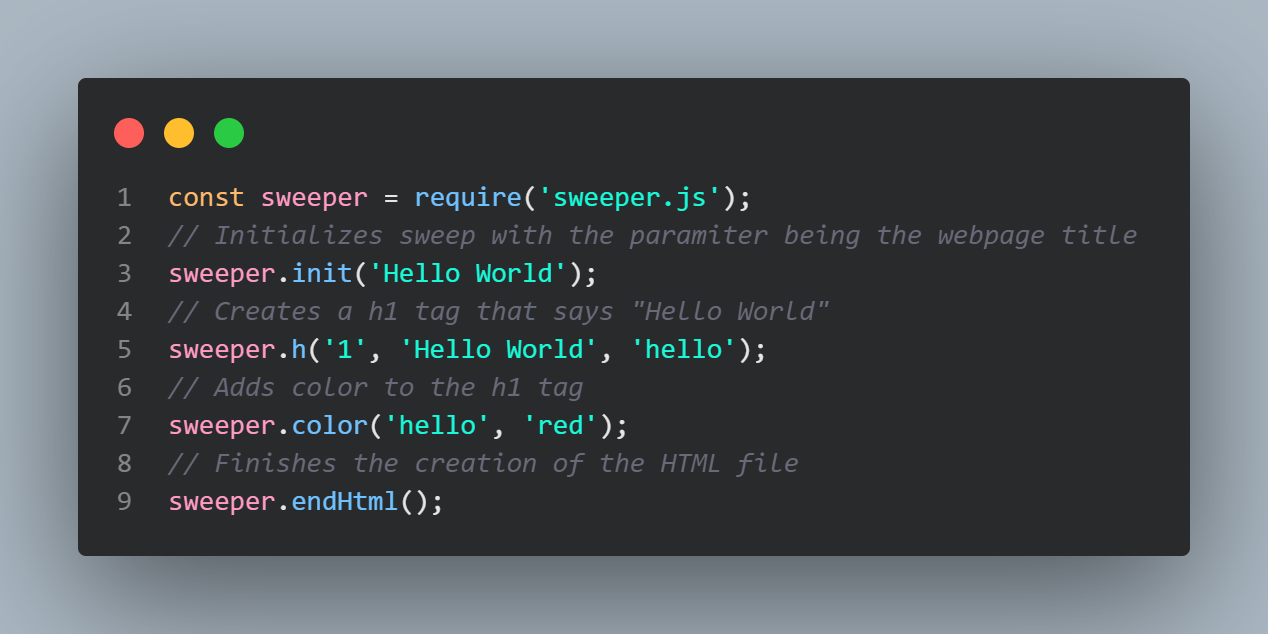 1 const sweeper = require('sweeper.js');
2 // Initializes sweep with the paramiter being the webpage title
3 sweeper.init('Hello World');
4 // Creates a h1 tag that says "Hello World"
5 sweeper.h('1', 'Hello World', 'hello');
6 // Adds color to the h1 tag
7 sweeper.color('hello', 'red');
8 // Finishes the creation of the HTML file
9 sweeper.endHtml();